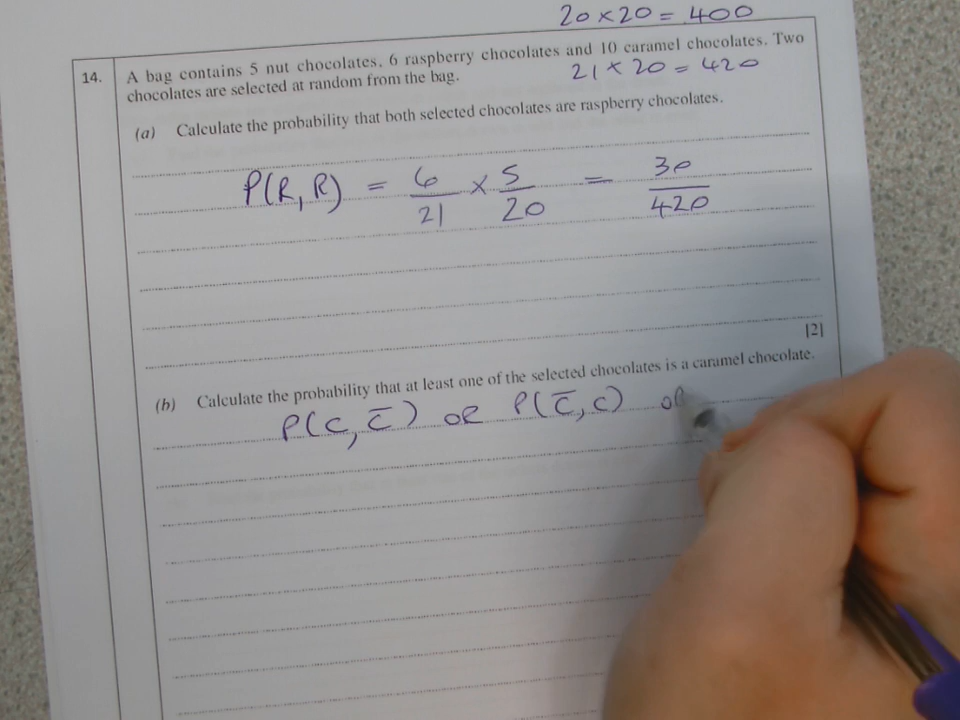 20 × 20 = 400
14. A bag contains 5 nut chocolates, 6 raspberry chocolates and 10 caramel chocolates. Two
chocolates are selected at random from the bag.
21 × 20 = 420
(a) Calculate the probability that both selected chocolates are raspberry chocolates.
P(R, R) = 6/21 × 5/20 = 30/420
[2]
(b) Calculate the probability that at least one of the selected chocolates is a caramel chocolate.
P(C, C̅) OR P(C̅, C) OR